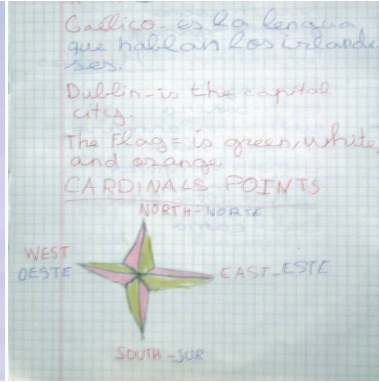 Gaélico- es la lengua
que hablan los irlande
ses.
Dublin-is the capital
city.
The Flag= is green, white,
and orange
CARDINALS POINTS
NORTH-NORTE
WEST
OESTE
EAST-ESTE
SOUTH-SUR